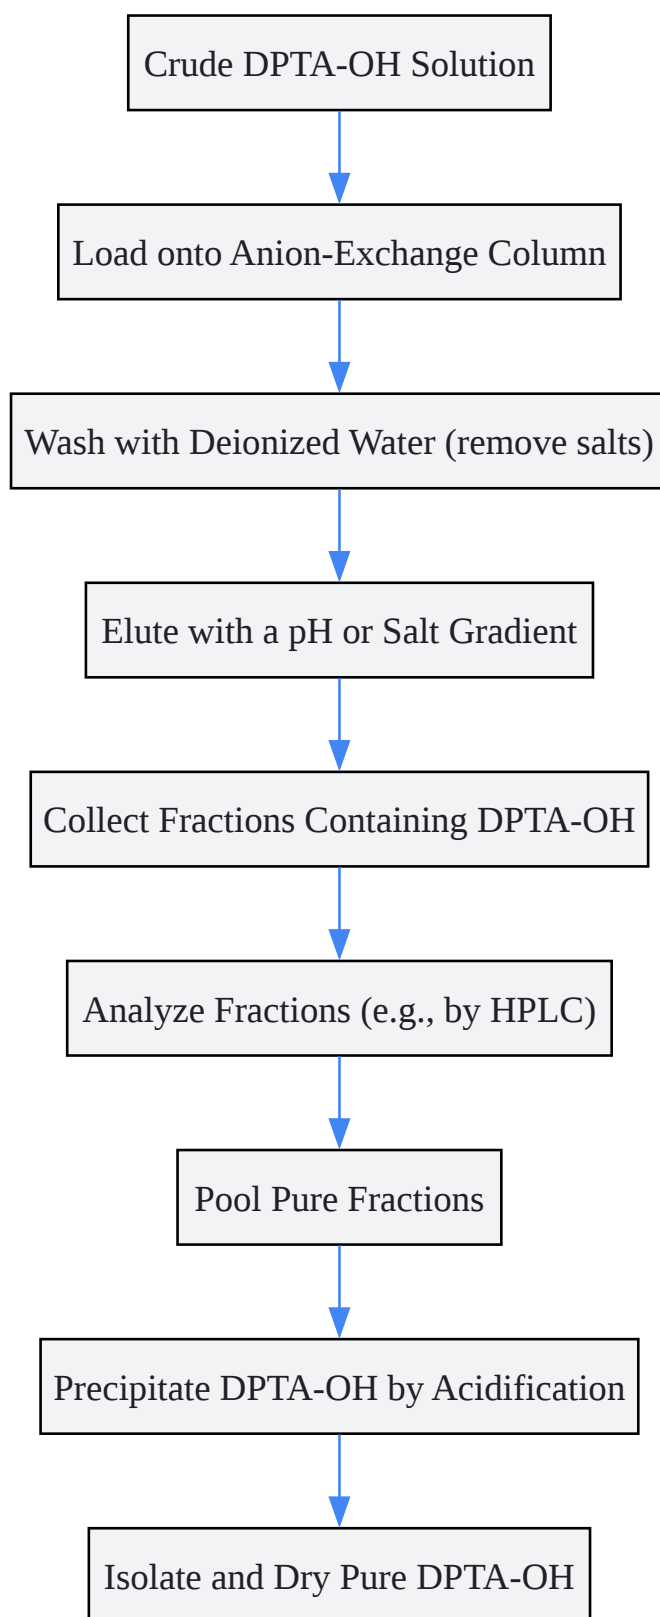 Crude DPTA-OH Solution
Load onto Anion-Exchange Column
Wash with Deionized Water (remove salts)
Elute with a pH or Salt Gradient
Collect Fractions Containing DPTA-OH
Analyze Fractions (e.g., by HPLC)
Pool Pure Fractions
Precipitate DPTA-OH by Acidification
Isolate and Dry Pure DPTA-OH